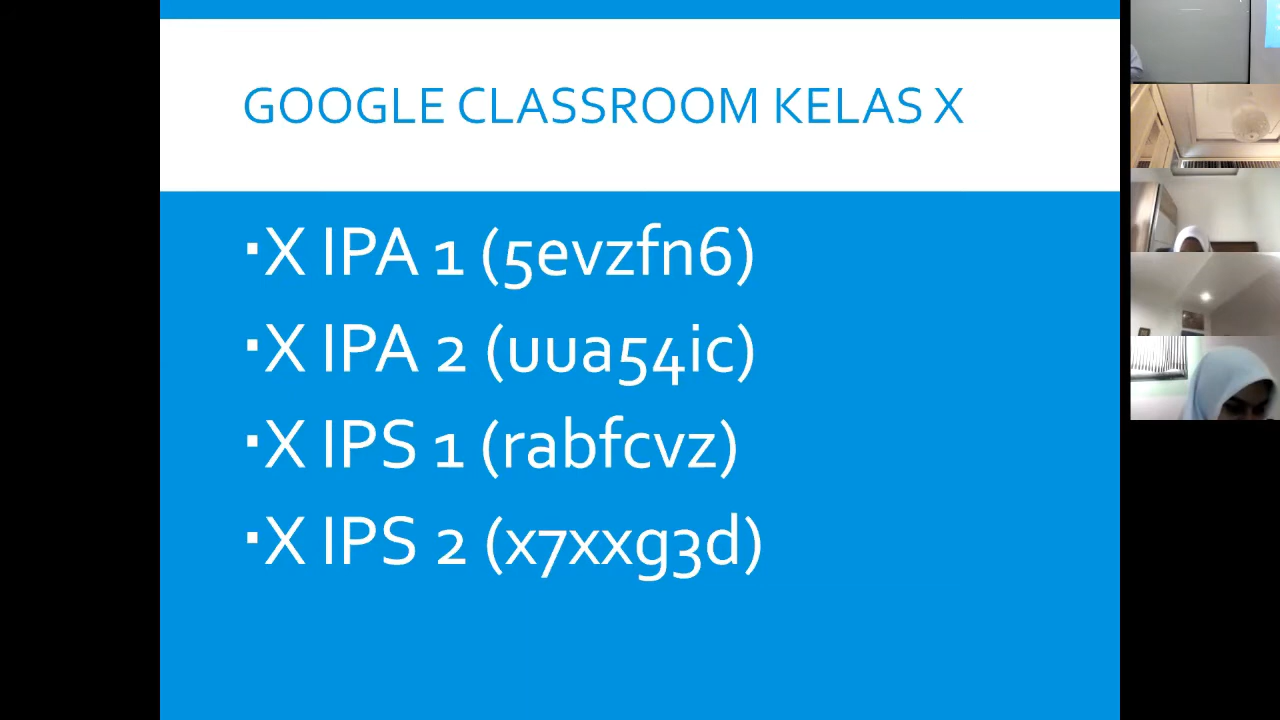 GOOGLE CLASSROOM KELAS X
▪X IPA 1 (5evzfn6)
▪X IPA 2 (uua54ic)
▪X IPS 1 (rabfcvz)
▪X IPS 2 (x7xxg3d)